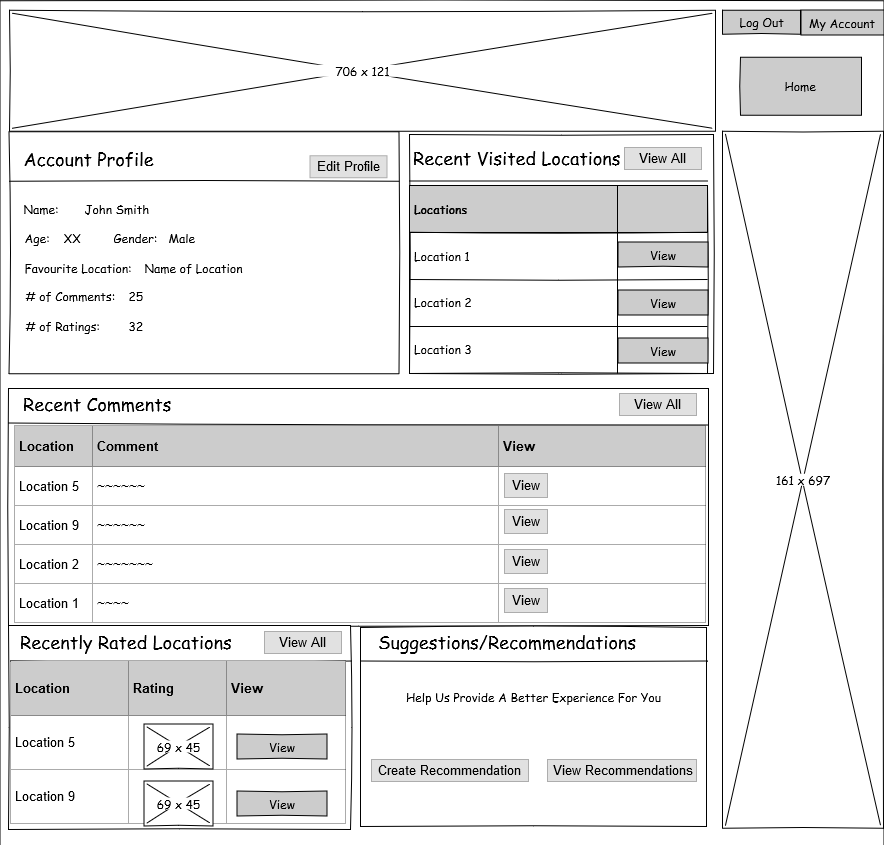 706 x 121
Log Out
My Account
Home
Account Profile
Edit Profile
Name: John Smith
Age: XX Gender: Male
Favourite Location: Name of Location
# of Comments: 25
# of Ratings: 32
Recent Visited Locations
View All
Locations
Location 1 View
Location 2 View
Location 3 View
161 x 697
Recent Comments
View All
Location Comment View
Location 5 ~~~~~~ View
Location 9 ~~~~~~ View
Location 2 ~~~~~~~ View
Location 1 ~~~~ View
Recently Rated Locations
View All
Location Rating View
Location 5 69 x 45 View
Location 9 69 x 45 View
Suggestions/Recommendations
Help Us Provide A Better Experience For You
Create Recommendation
View Recommendations